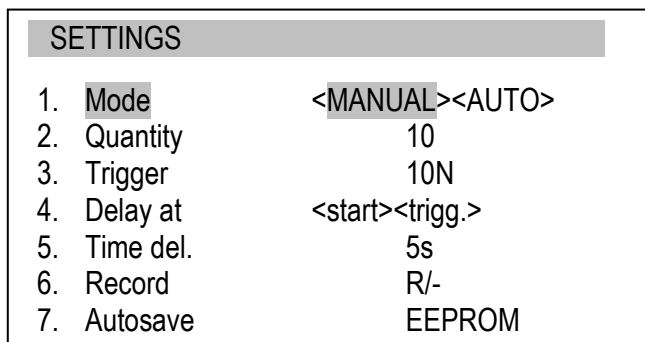 SETTINGS
1. Mode <MANUAL><AUTO>
2. Quantity 10
3. Trigger 10N
4. Delay at <start><trigg.>
5. Time del. 5s
6. Record R/-
7. Autosave EEPROM